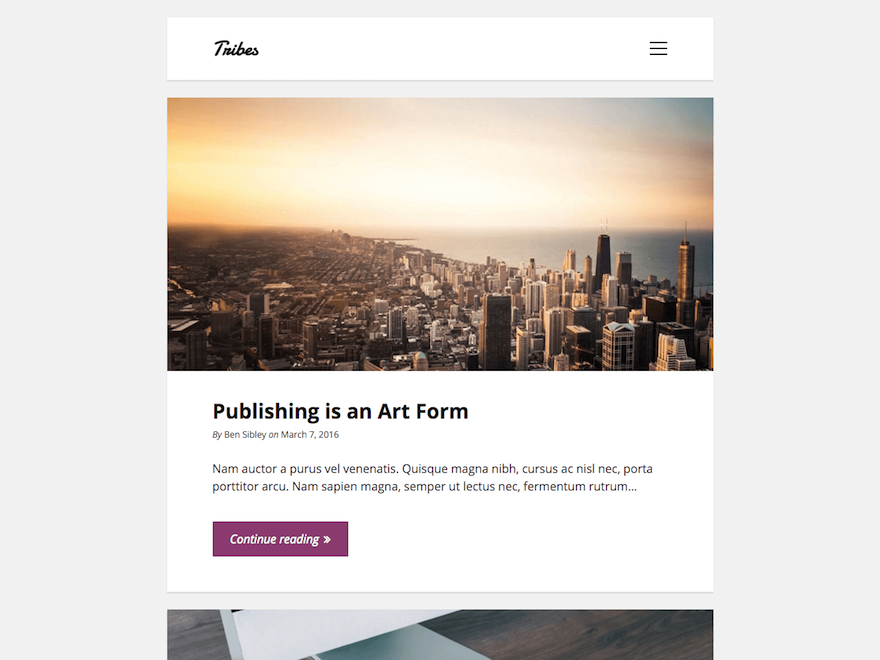 Tribes
Publishing is an Art Form
By Ben Sibley on March 7, 2016
Nam auctor a purus vel venenatis. Quisque magna nibh, cursus ac nisl nec, porta
porttitor arcu. Nam sapien magna, semper ut lectus nec, fermentum rutrum...
Continue reading »